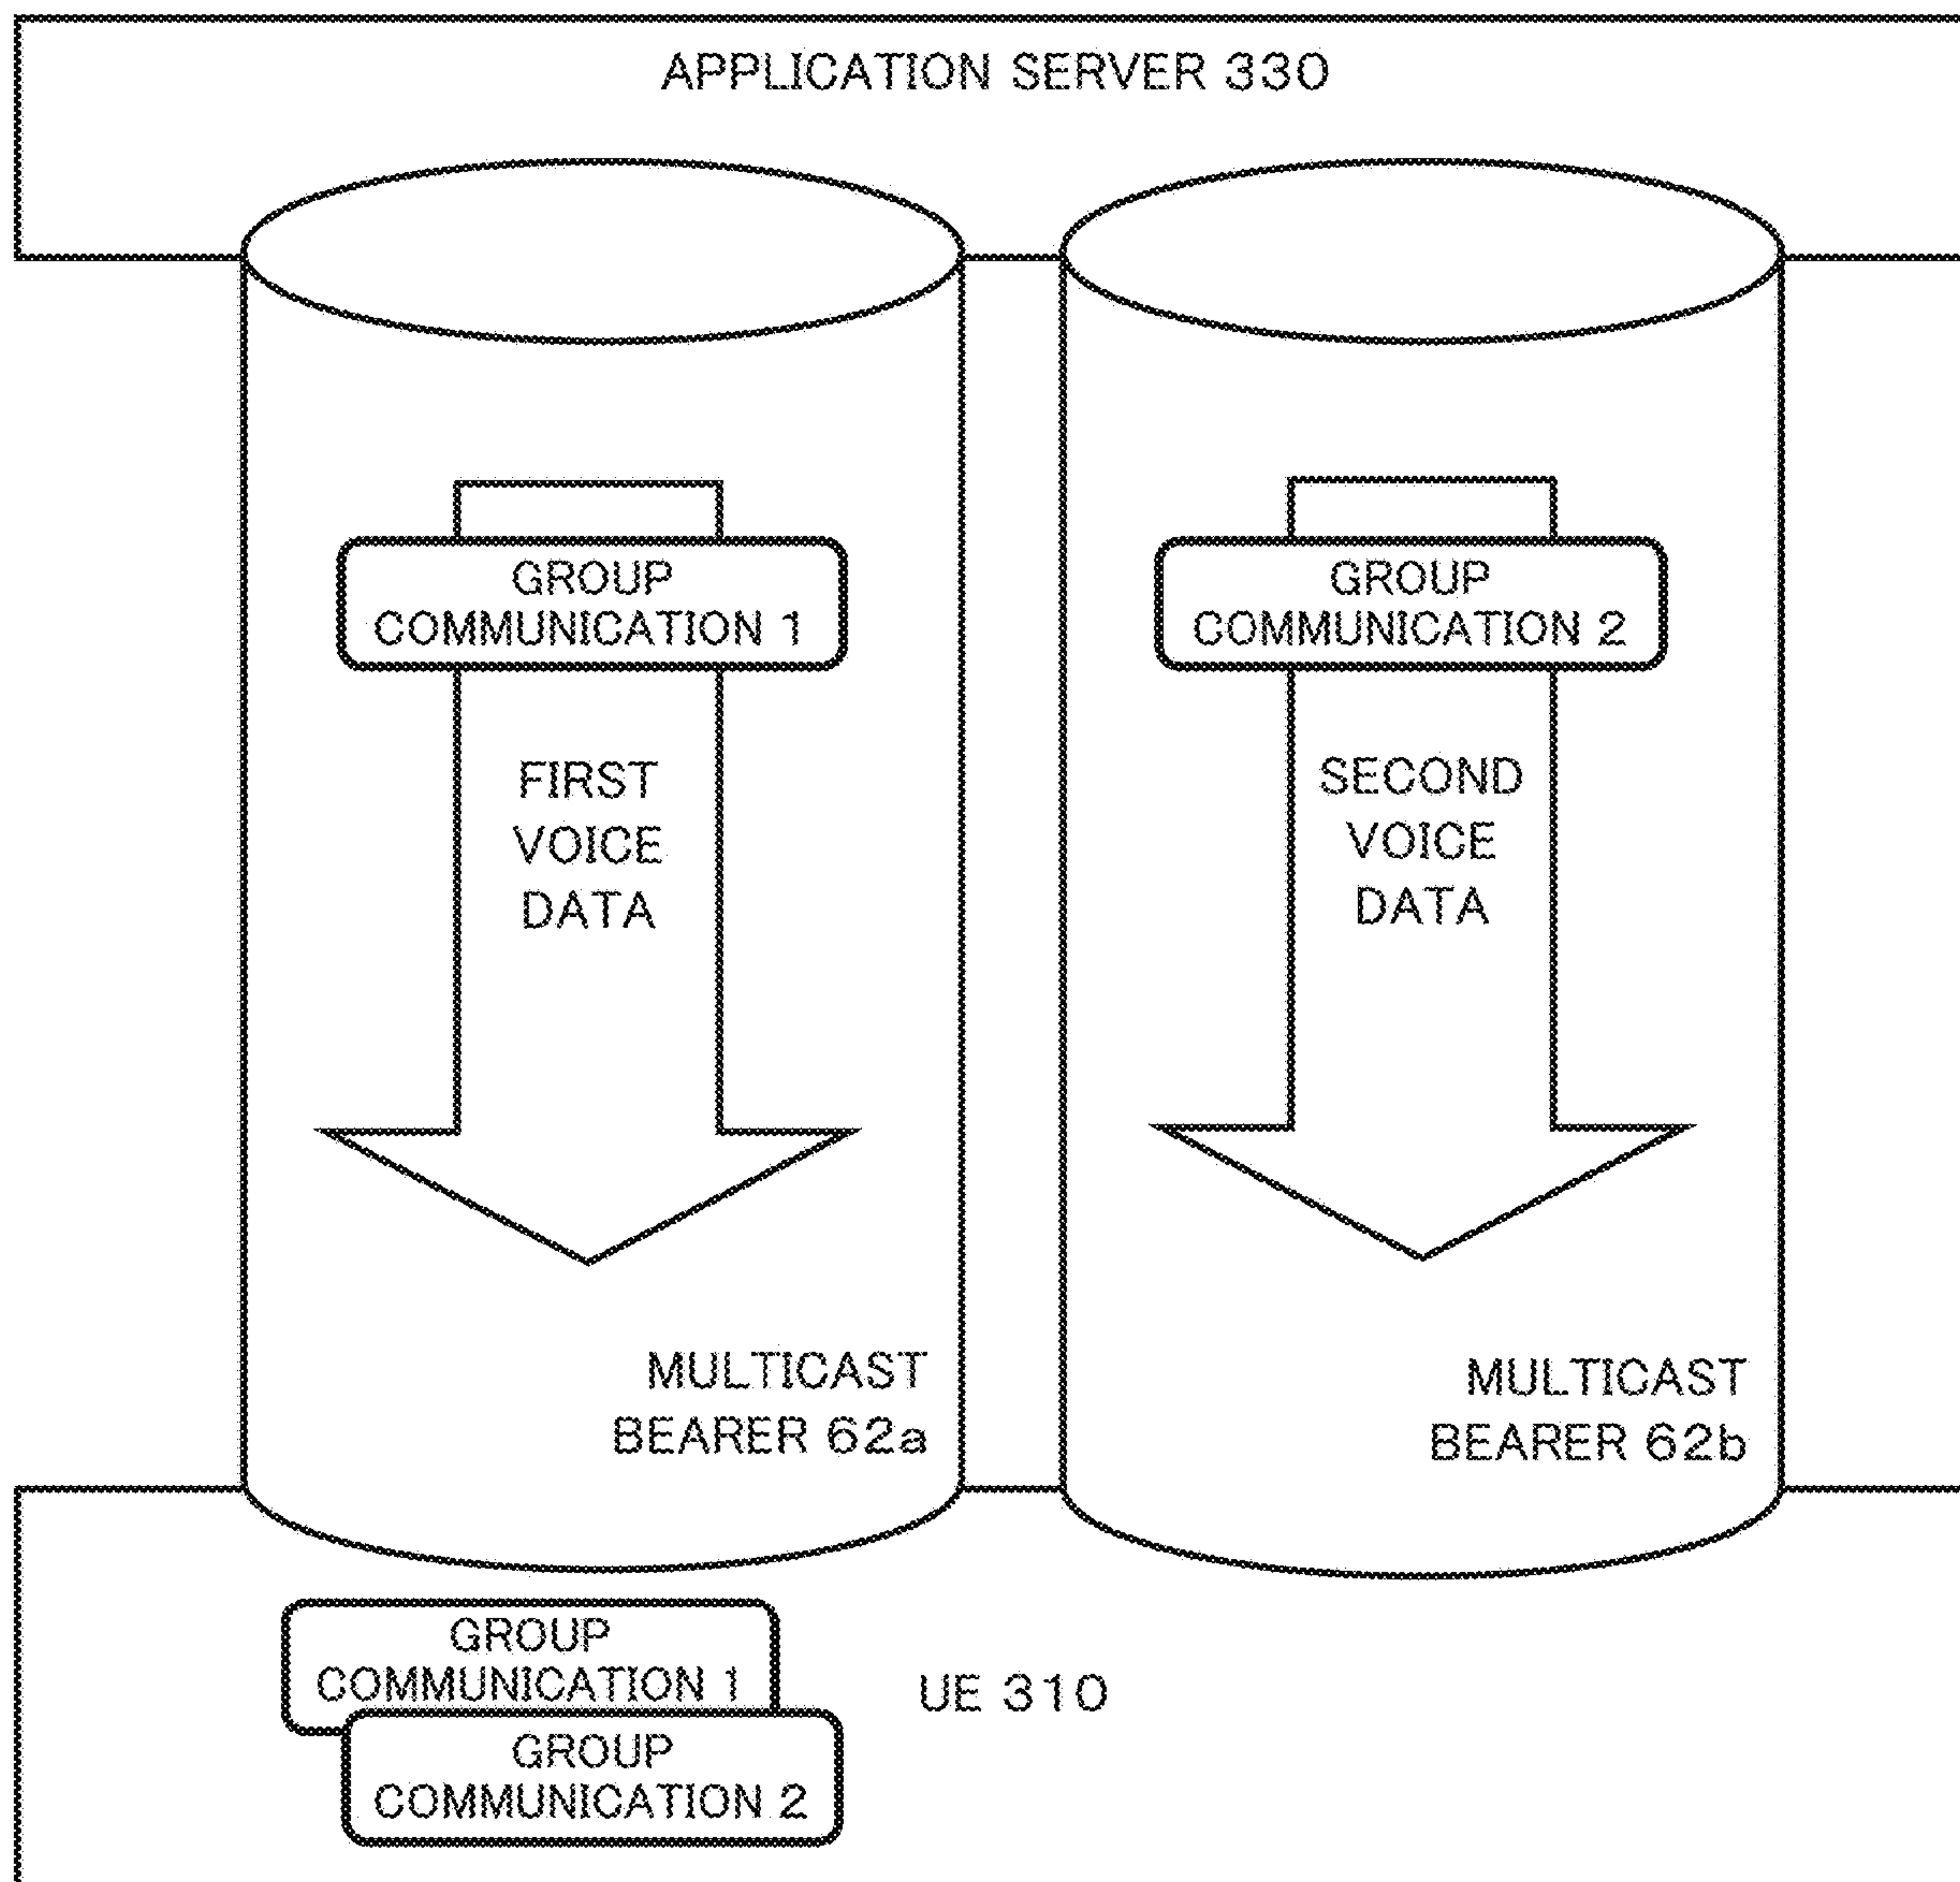 APPLICATION SERVER 330
GROUP
COMMUNICATION 1
FIRST
VOICE
DATA
MULTICAST
BEARER 62a
GROUP
COMMUNICATION 2
SECOND
VOICE
DATA
MULTICAST
BEARER 62b
GROUP
COMMUNICATION 1
GROUP
COMMUNICATION 2
UE 310